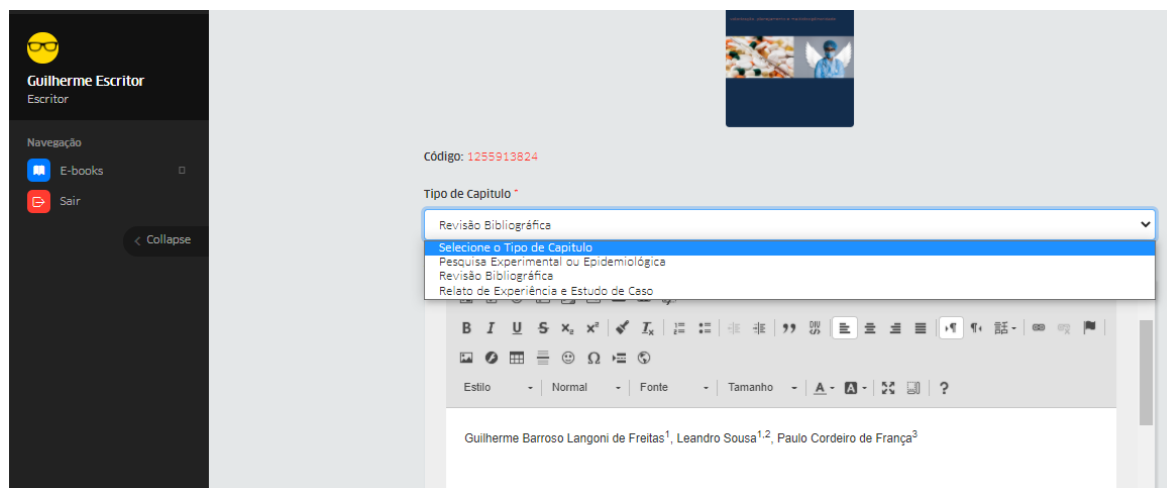 Guilherme Escritor
Escritor
Navegação
E-books
Sair
Collapse
Código: 1255913824
Tipo de Capitulo *
Revisão Bibliográfica
Selecione o Tipo de Capitulo
Pesquisa Experimental ou Epidemiológica
Revisão Bibliográfica
Relato de Experiência e Estudo de Caso
Estilo Normal Fonte Tamanho
Guilherme Barroso Langoni de Freitas¹, Leandro Sousa¹,², Paulo Cordeiro de França³